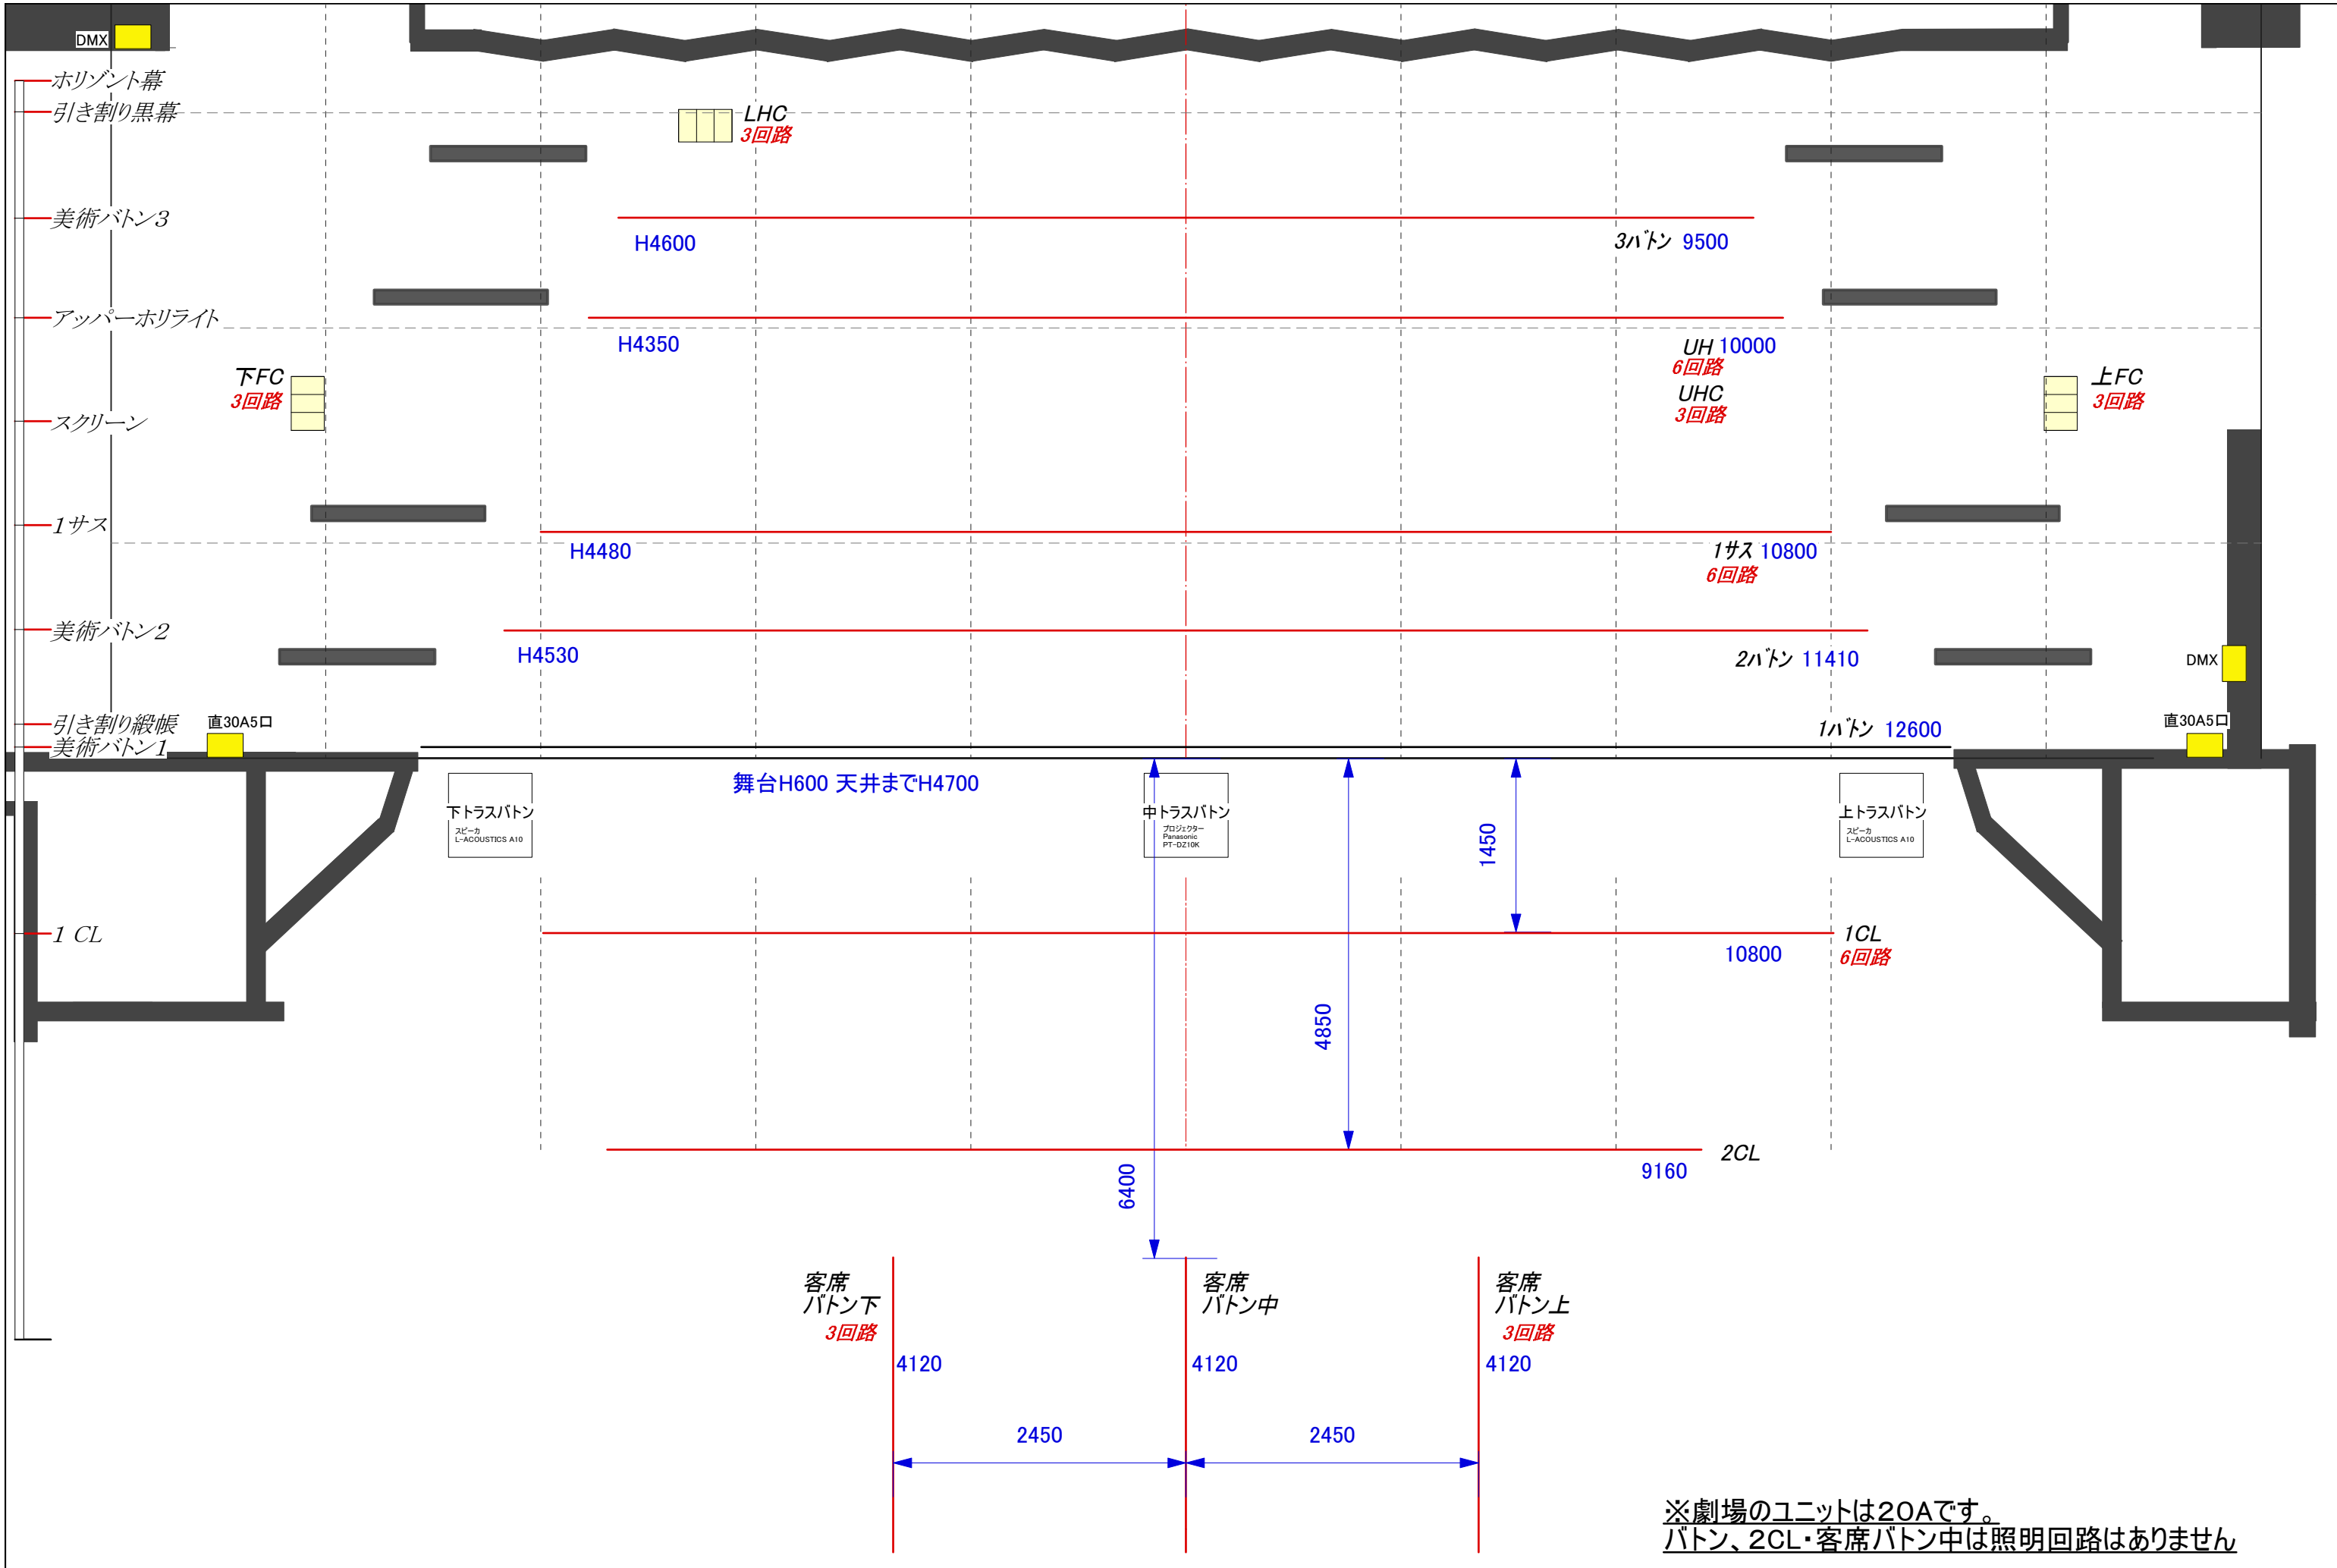 DMX
ホリゾント幕
引き割り黒幕
LHC
3回路
美術バトン3
H4600
3バトン 9500
アッパーホリライト
H4350
UH 10000
6回路
UHC
3回路
下FC
3回路
上FC
3回路
スクリーン
1サス
H4480
1サス 10800
6回路
美術バトン2
H4530
2バトン 11410
DMX
引き割り緞帳
直30A5口
1バトン 12600
直30A5口
美術バトン1
舞台H600 天井までH4700
下トラスバトン
スピーカ
L-ACOUSTICS A10
中トラスバトン
プロジェクター
Panasonic
PT-DZ10K
上トラスバトン
スピーカ
L-ACOUSTICS A10
1450
1 CL
1CL
10800
6回路
4850
2CL
9160
6400
客席
バトン下
3回路
4120
客席
バトン中
4120
客席
バトン上
3回路
4120
2450
2450
※劇場のユニットは20Aです。
バトン、2CL・客席バトン中は照明回路はありません